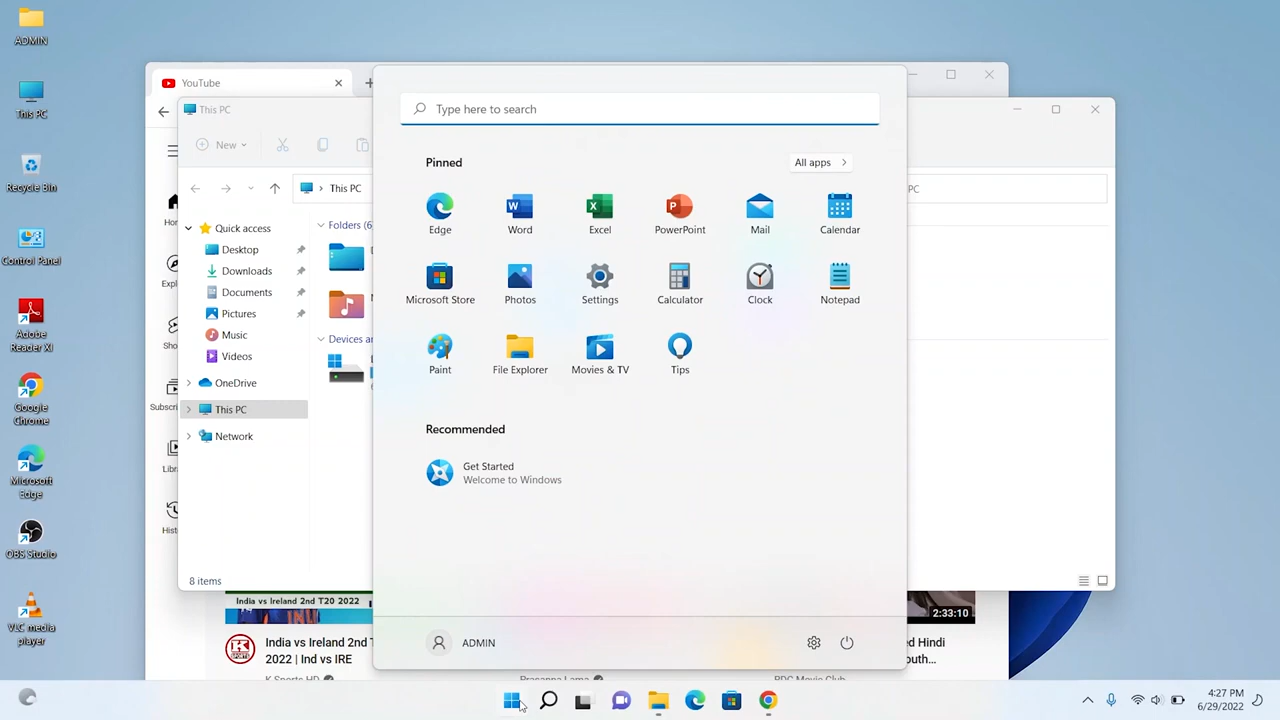 ADMIN
This PC
Recycle Bin
Control Panel
Adobe
Reader XI
Google
Chrome
Microsoft
Edge
OBS Studio
VLC media
player
YouTube
This PC
New
This PC
PC
Quick access
Desktop
Downloads
Documents
Pictures
Music
Videos
OneDrive
This PC
Network
Folders (6
Devices a
8 items
Type here to search
Pinned
All apps
Edge
Word
Excel
PowerPoint
Mail
Calendar
Microsoft Store
Photos
Settings
Calculator
Clock
Notepad
Paint
File Explorer
Movies & TV
Tips
Recommended
Get Started
Welcome to Windows
ADMIN
Hon
Expl
Sho
Subscri
Libr
Hist
India vs Ireland 2nd T20 2022
India vs Ireland 2nd T
2022 | Ind vs IRE
K Sports HD
SPORTS
2:33:10
ed Hindi
outh...
Prasanna Lama
RDC Movie Club
4:27 PM
6/29/2022